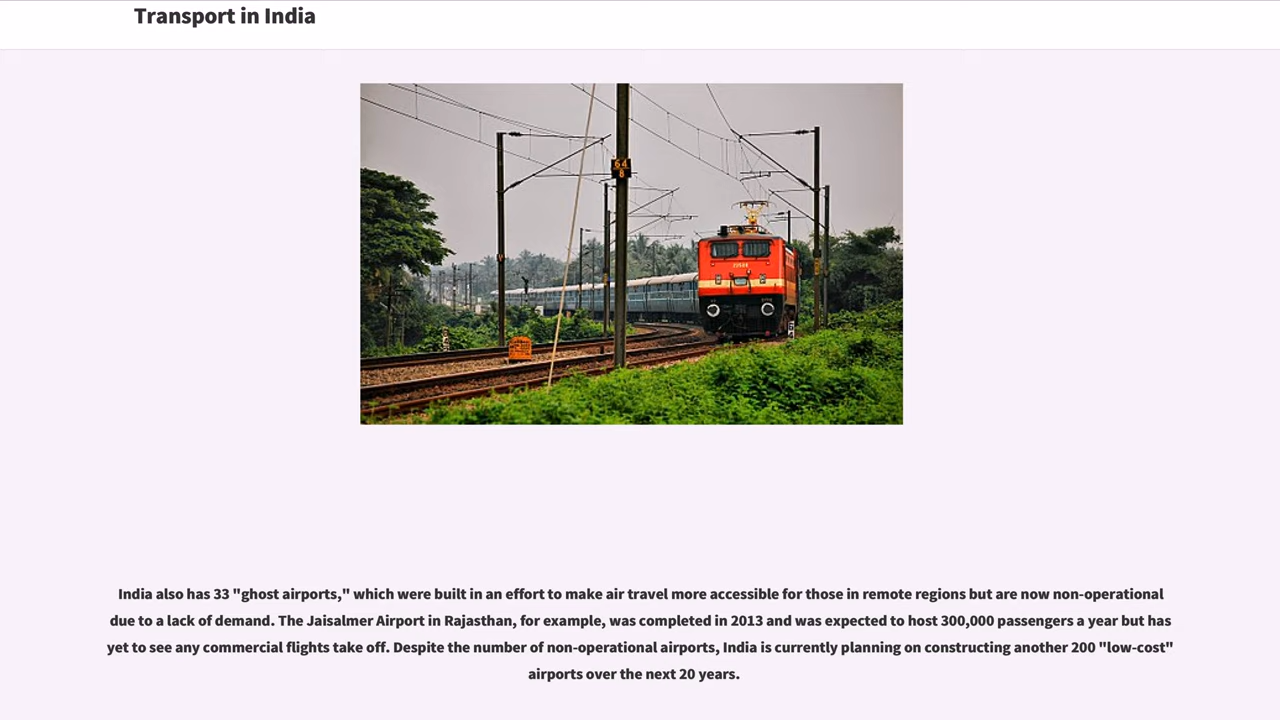 Transport in India
64
8
India also has 33 "ghost airports," which were built in an effort to make air travel more accessible for those in remote regions but are now non-operational
due to a lack of demand. The Jaisalmer Airport in Rajasthan, for example, was completed in 2013 and was expected to host 300,000 passengers a year but has
yet to see any commercial flights take off. Despite the number of non-operational airports, India is currently planning on constructing another 200 "low-cost"
airports over the next 20 years.